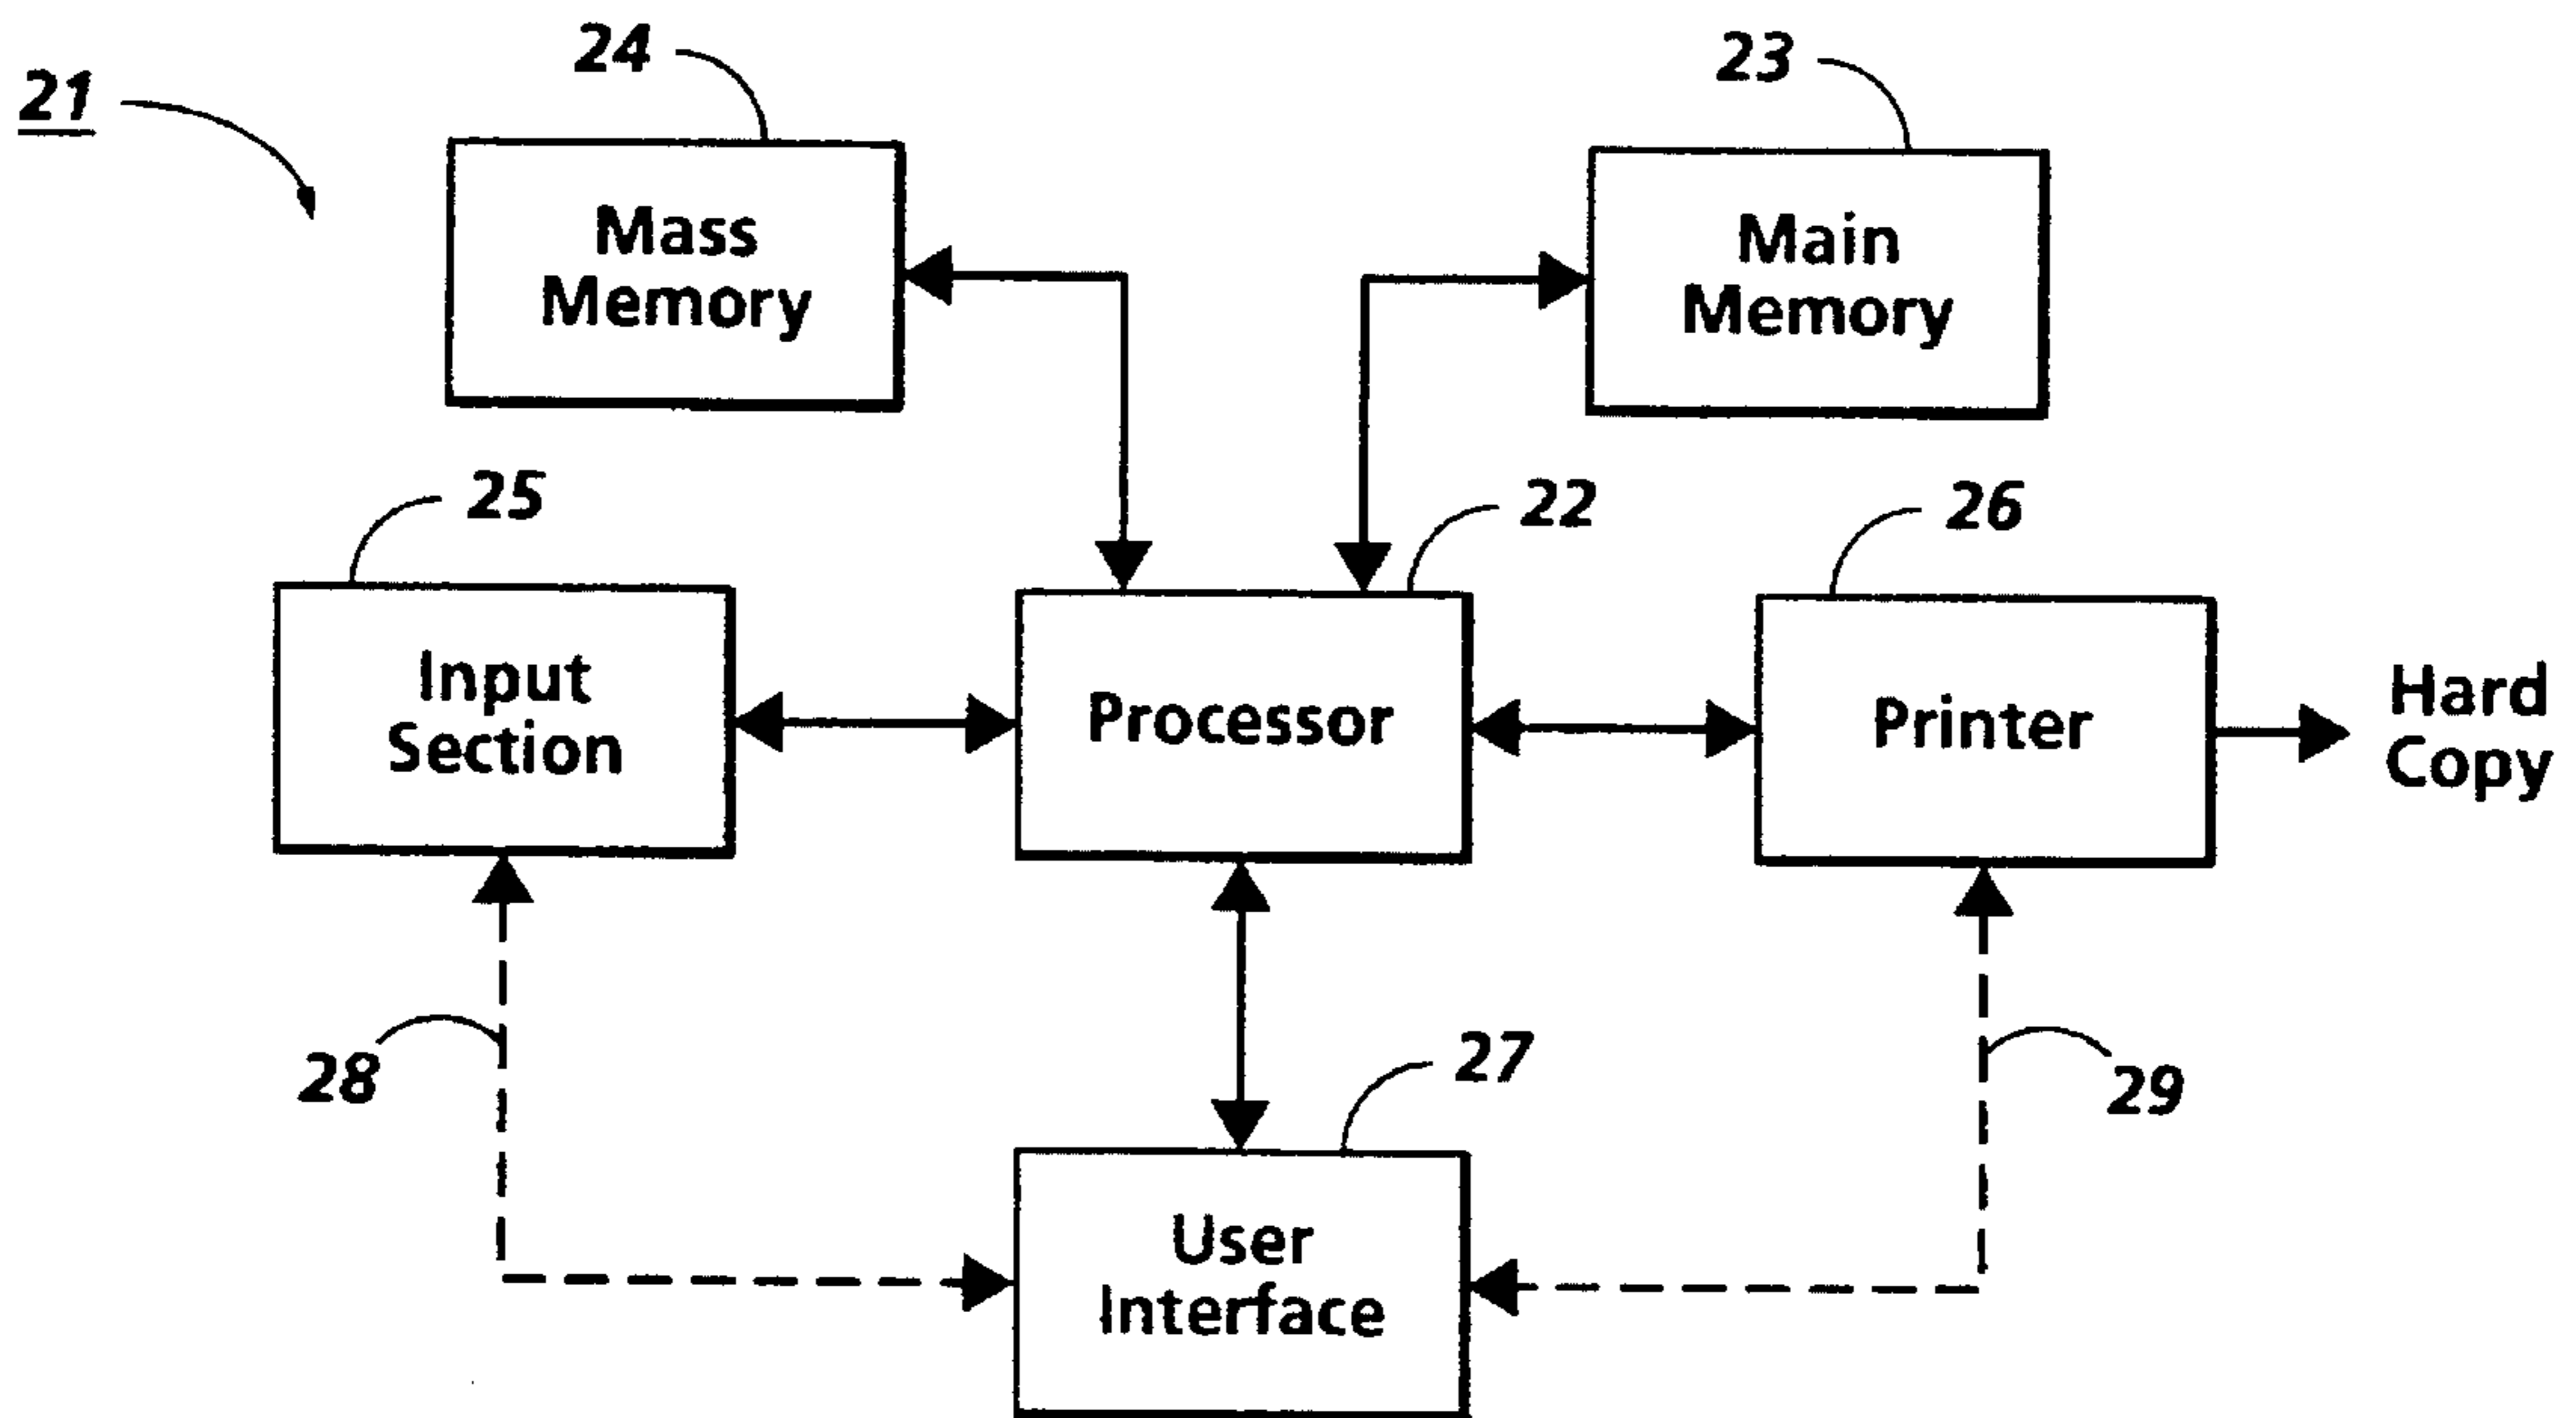 24
23
21
Mass
Memory
Main
Memory
25
22
26
Input
Section
Processor
Printer
Hard
Copy
28
27
29
User
Interface